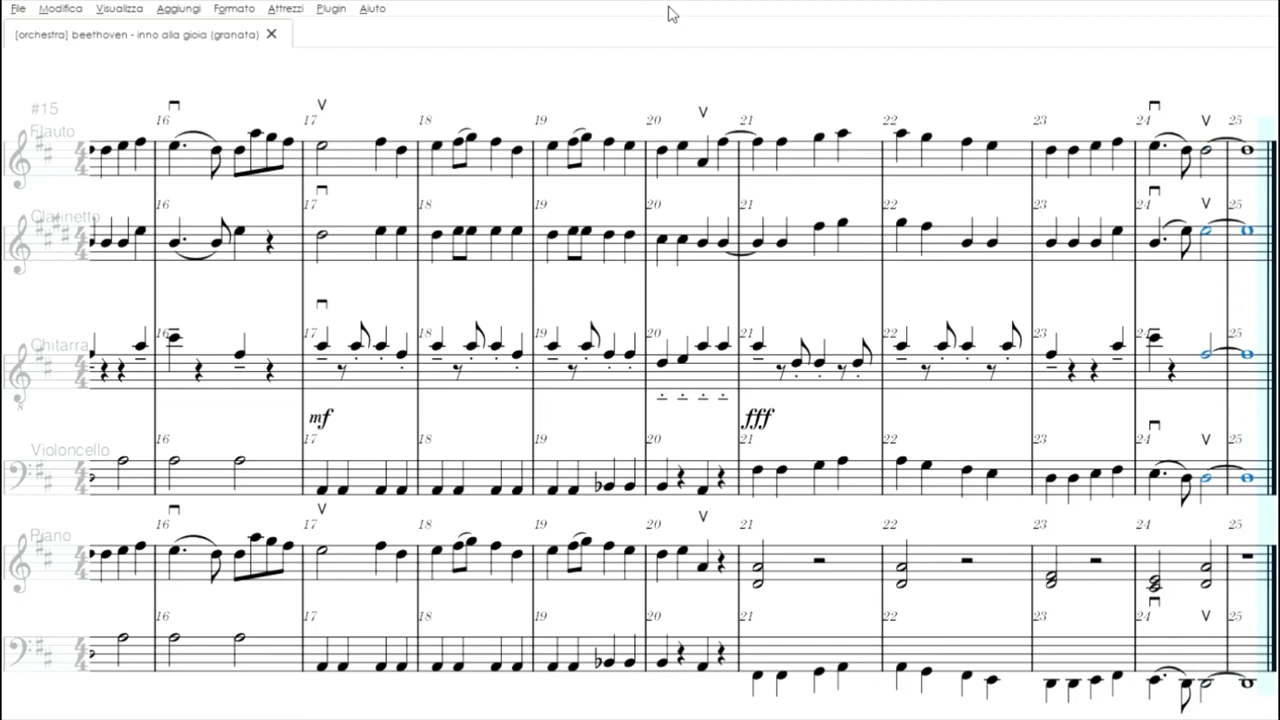 File Modifica Visualizza Aggiungi Formato Attrezzi Plugin Aiuto
[orchestra] beethoven - inno alla gioia (granata) ✕
#15
16 17 18 19 20 21 22 23 24 25
Flauto
16 17 18 19 20 21 22 23 24 25
Clarinetto
16 17 18 19 20 21 22 23 24 25
Chitarra
8
mf fff
16 17 18 19 20 21 22 23 24 25
Violoncello
16 17 18 19 20 21 22 23 24 25
Piano
16 17 18 19 20 21 22 23 24 25